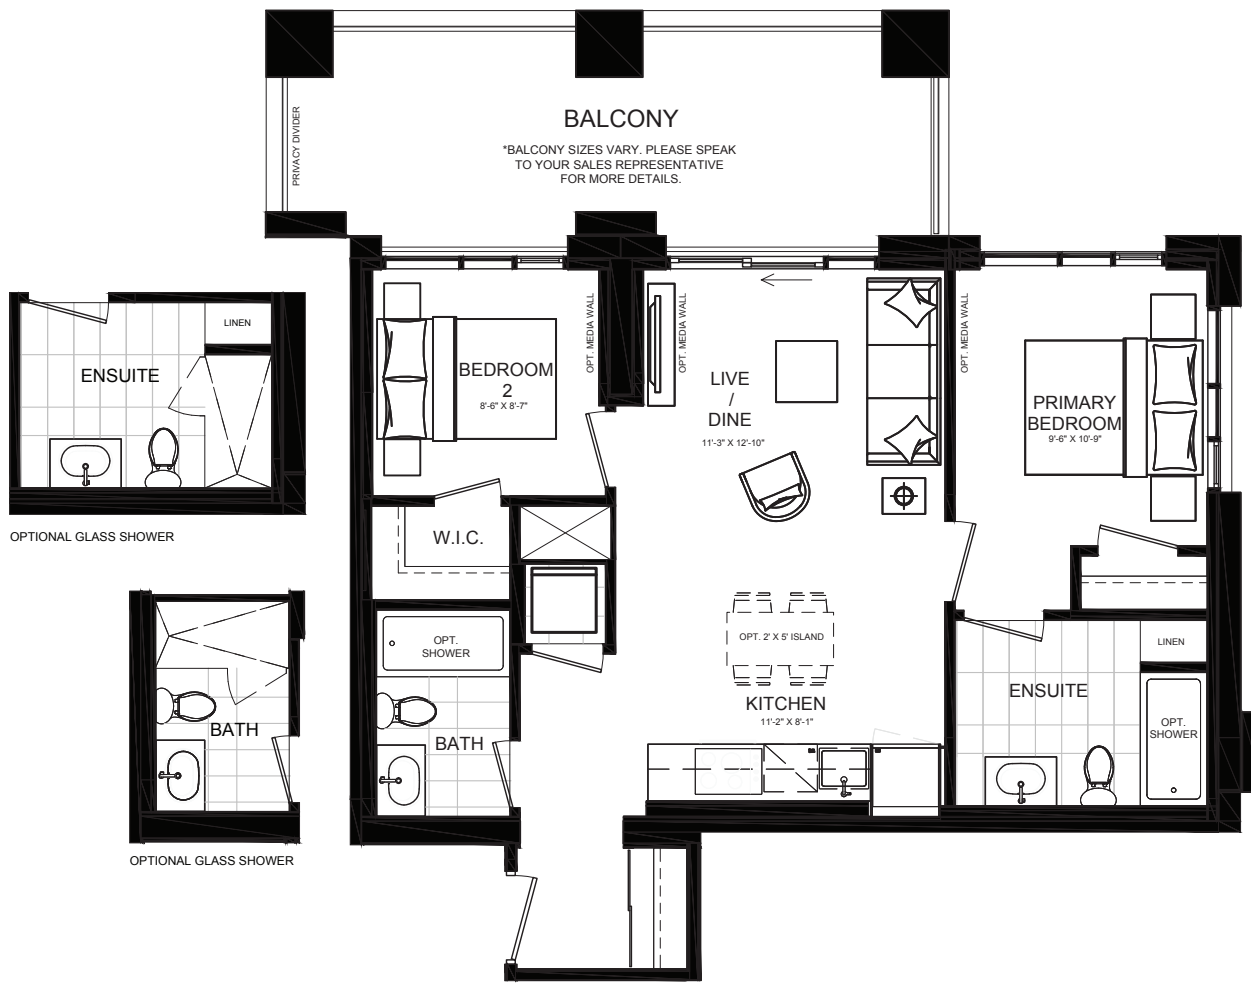 BALCONY
*BALCONY SIZES VARY. PLEASE SPEAK
TO YOUR SALES REPRESENTATIVE
FOR MORE DETAILS.
PRIVACY DIVIDER
LINEN
ENSUITE
OPTIONAL GLASS SHOWER
BATH
OPTIONAL GLASS SHOWER
OPT. MEDIA WALL
BEDROOM
2
8'-6" X 8'-7"
W.I.C.
OPT.
SHOWER
BATH
OPT. MEDIA WALL
LIVE
/
DINE
11'-3" X 12'-10"
OPT. 2' X 5' ISLAND
KITCHEN
11'-2" X 8'-1"
OPT. MEDIA WALL
PRIMARY
BEDROOM
9'-6" X 10'-9"
LINEN
ENSUITE
OPT.
SHOWER